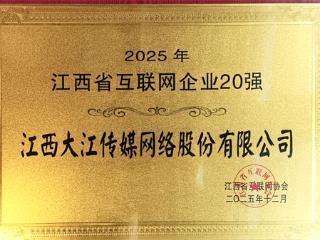 2025 年
江西省互联网企业20强
江西大江传媒网络股份有限公司
江西省互联网协会
二〇二五年十二月